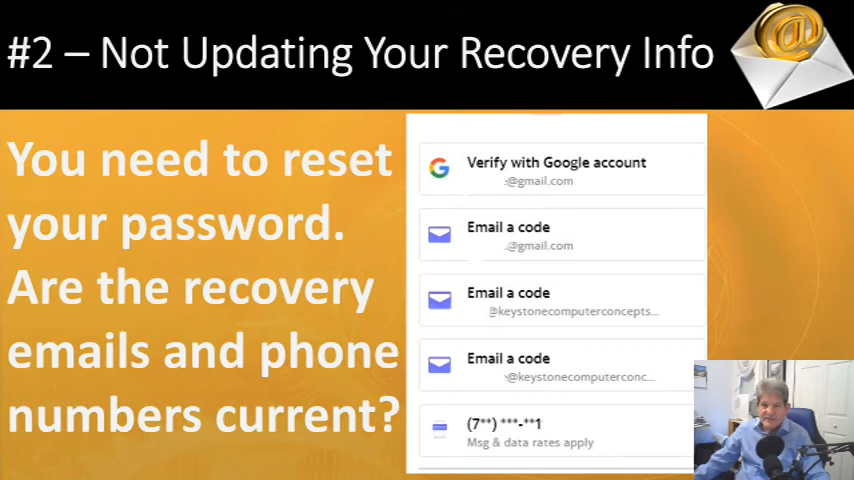 #2 – Not Updating Your Recovery Info
You need to reset
your password.
Are the recovery
emails and phone
numbers current?
Verify with Google account
@gmail.com
Email a code
@gmail.com
Email a code
@keystonecomputerconcepts...
Email a code
@keystonecomputerconc...
(7**) ***-**1
Msg & data rates apply